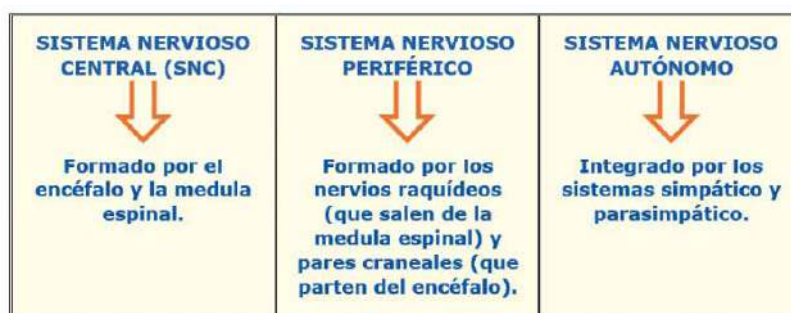 SISTEMA NERVIOSO
CENTRAL (SNC)
Formado por el
encéfalo y la medula
espinal.
SISTEMA NERVIOSO
PERIFÉRICO
Formado por los
nervios raquídeos
(que salen de la
medula espinal) y
pares craneales (que
parten del encéfalo).
SISTEMA NERVIOSO
AUTÓNOMO
Integrado por los
sistemas simpático y
parasimpático.